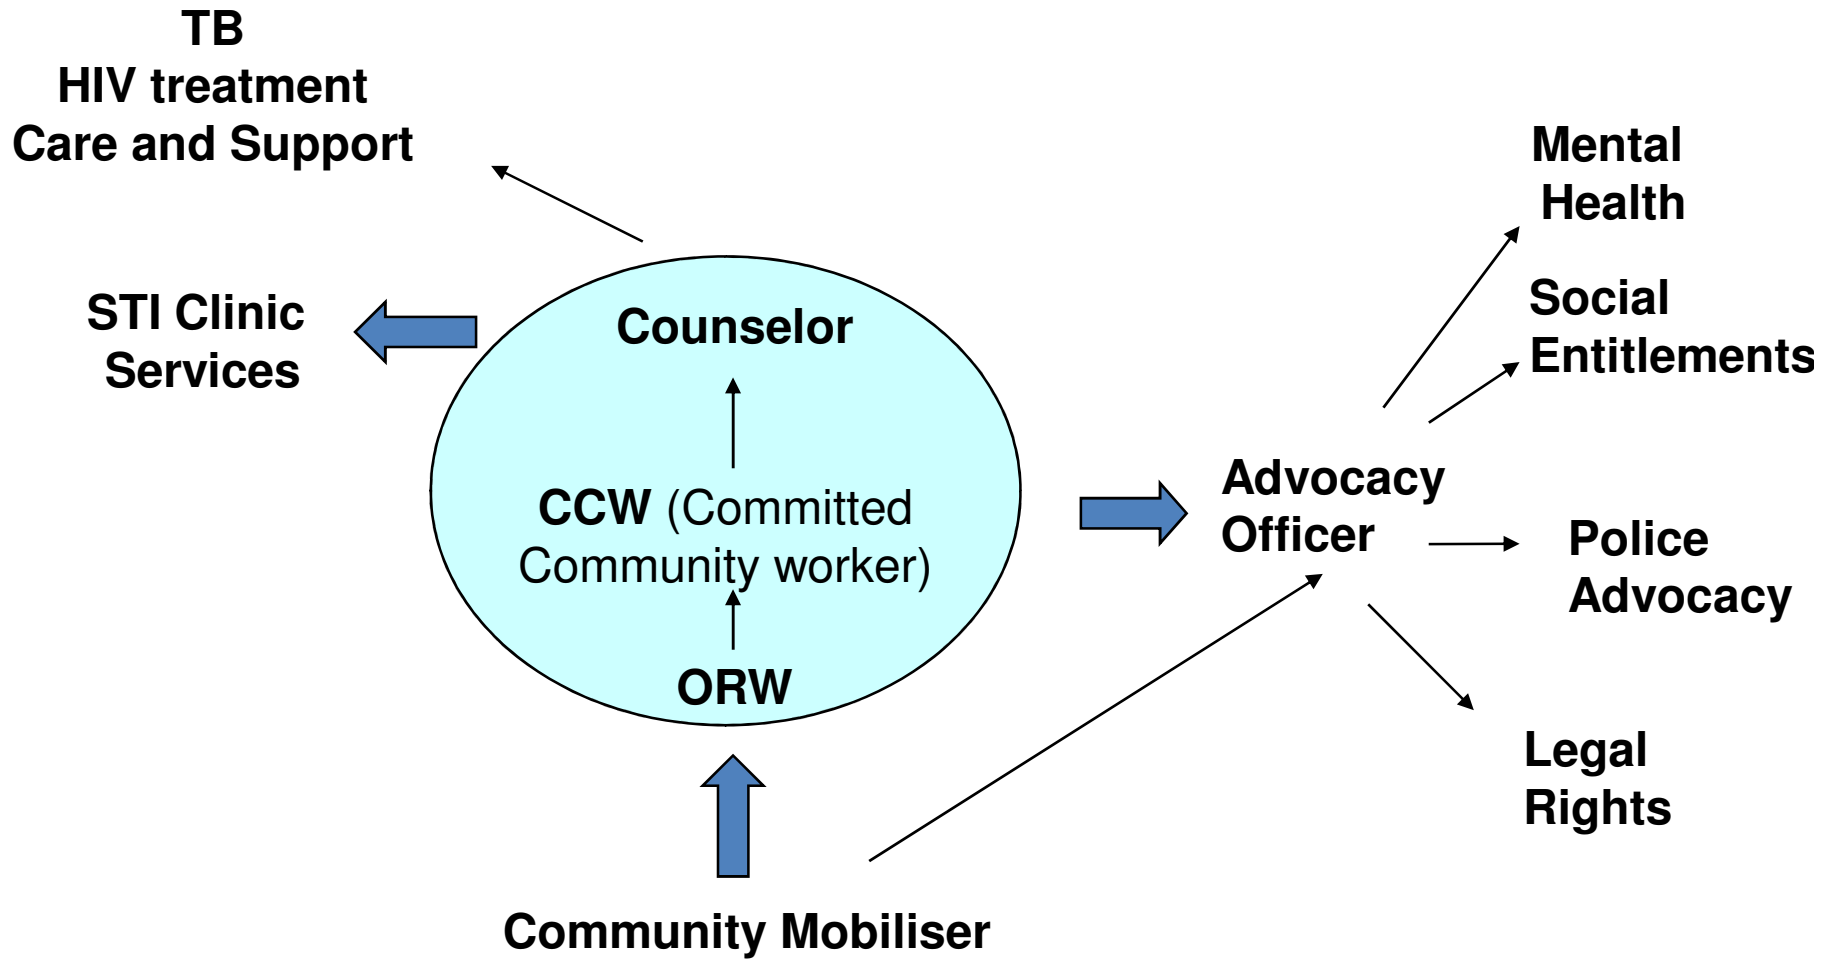 TB
HIV treatment
Care and Support
STI Clinic
Services
Counselor
CCW (Committed
Community worker)
ORW
Community Mobiliser
Advocacy
Officer
Mental
Health
Social
Entitlements
Police
Advocacy
Legal
Rights